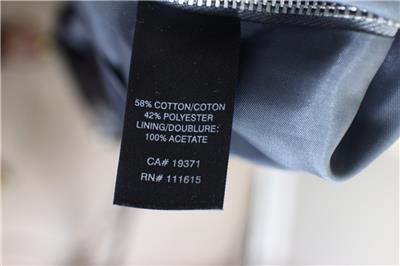 58% COTTON/COTON
42% POLYESTER
LINING/DOUBLURE:
100% ACETATE
CA# 19371
RN# 111615